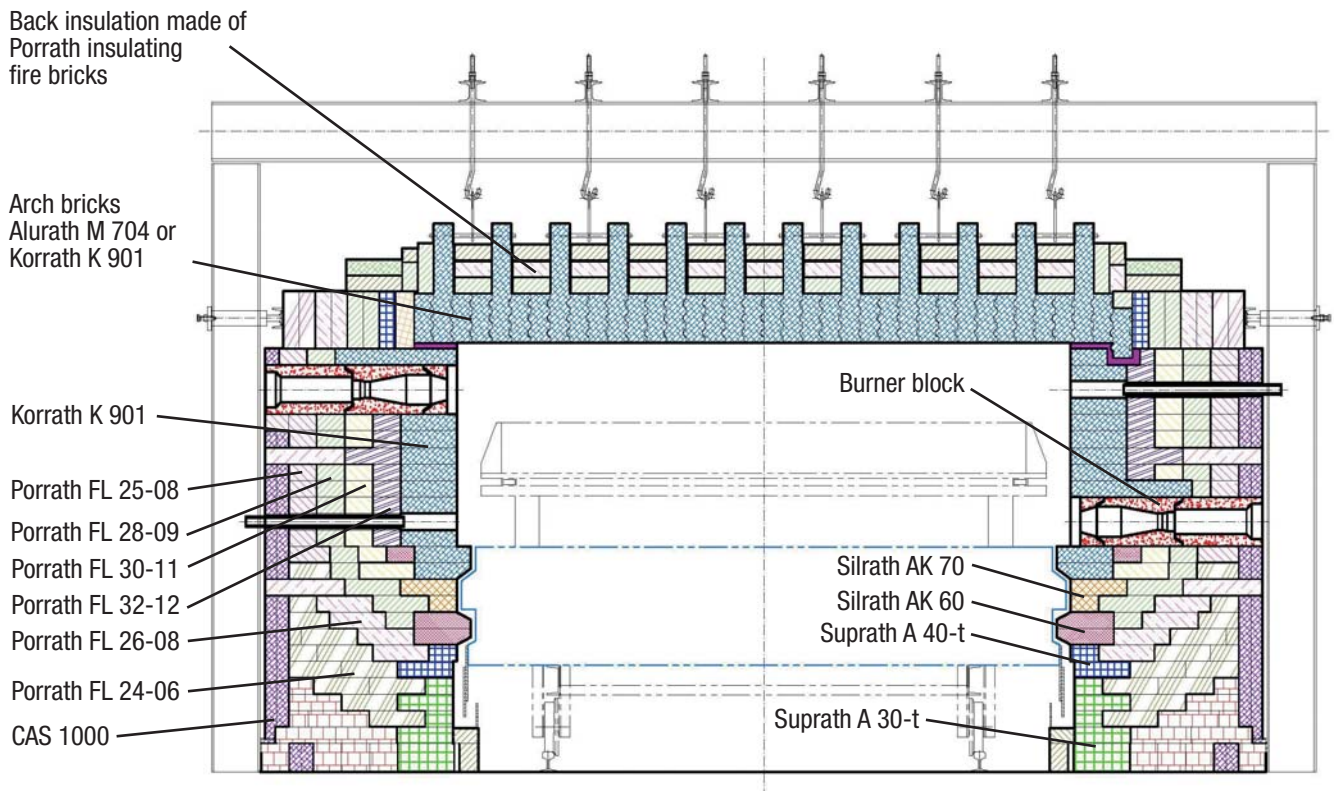 Back insulation made of
Porrath insulating
fire bricks
Arch bricks
Alurath M 704 or
Korrath K 901
Burner block
Korrath K 901
Porrath FL 25-08
Porrath FL 28-09
Porrath FL 30-11
Porrath FL 32-12
Porrath FL 26-08
Porrath FL 24-06
CAS 1000
Silrath AK 70
Silrath AK 60
Suprath A 40-t
Suprath A 30-t